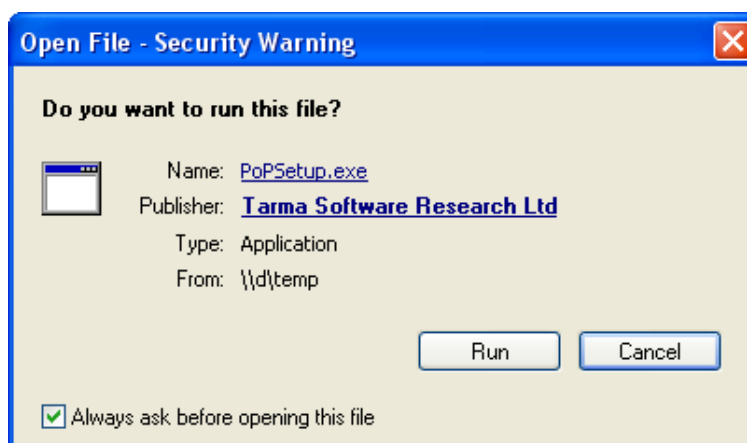 Open File - Security Warning
Do you want to run this file?
Name: PoPSetup.exe
Publisher: Tarma Software Research Ltd
Type: Application
From: \\d\temp
Run Cancel
Always ask before opening this file